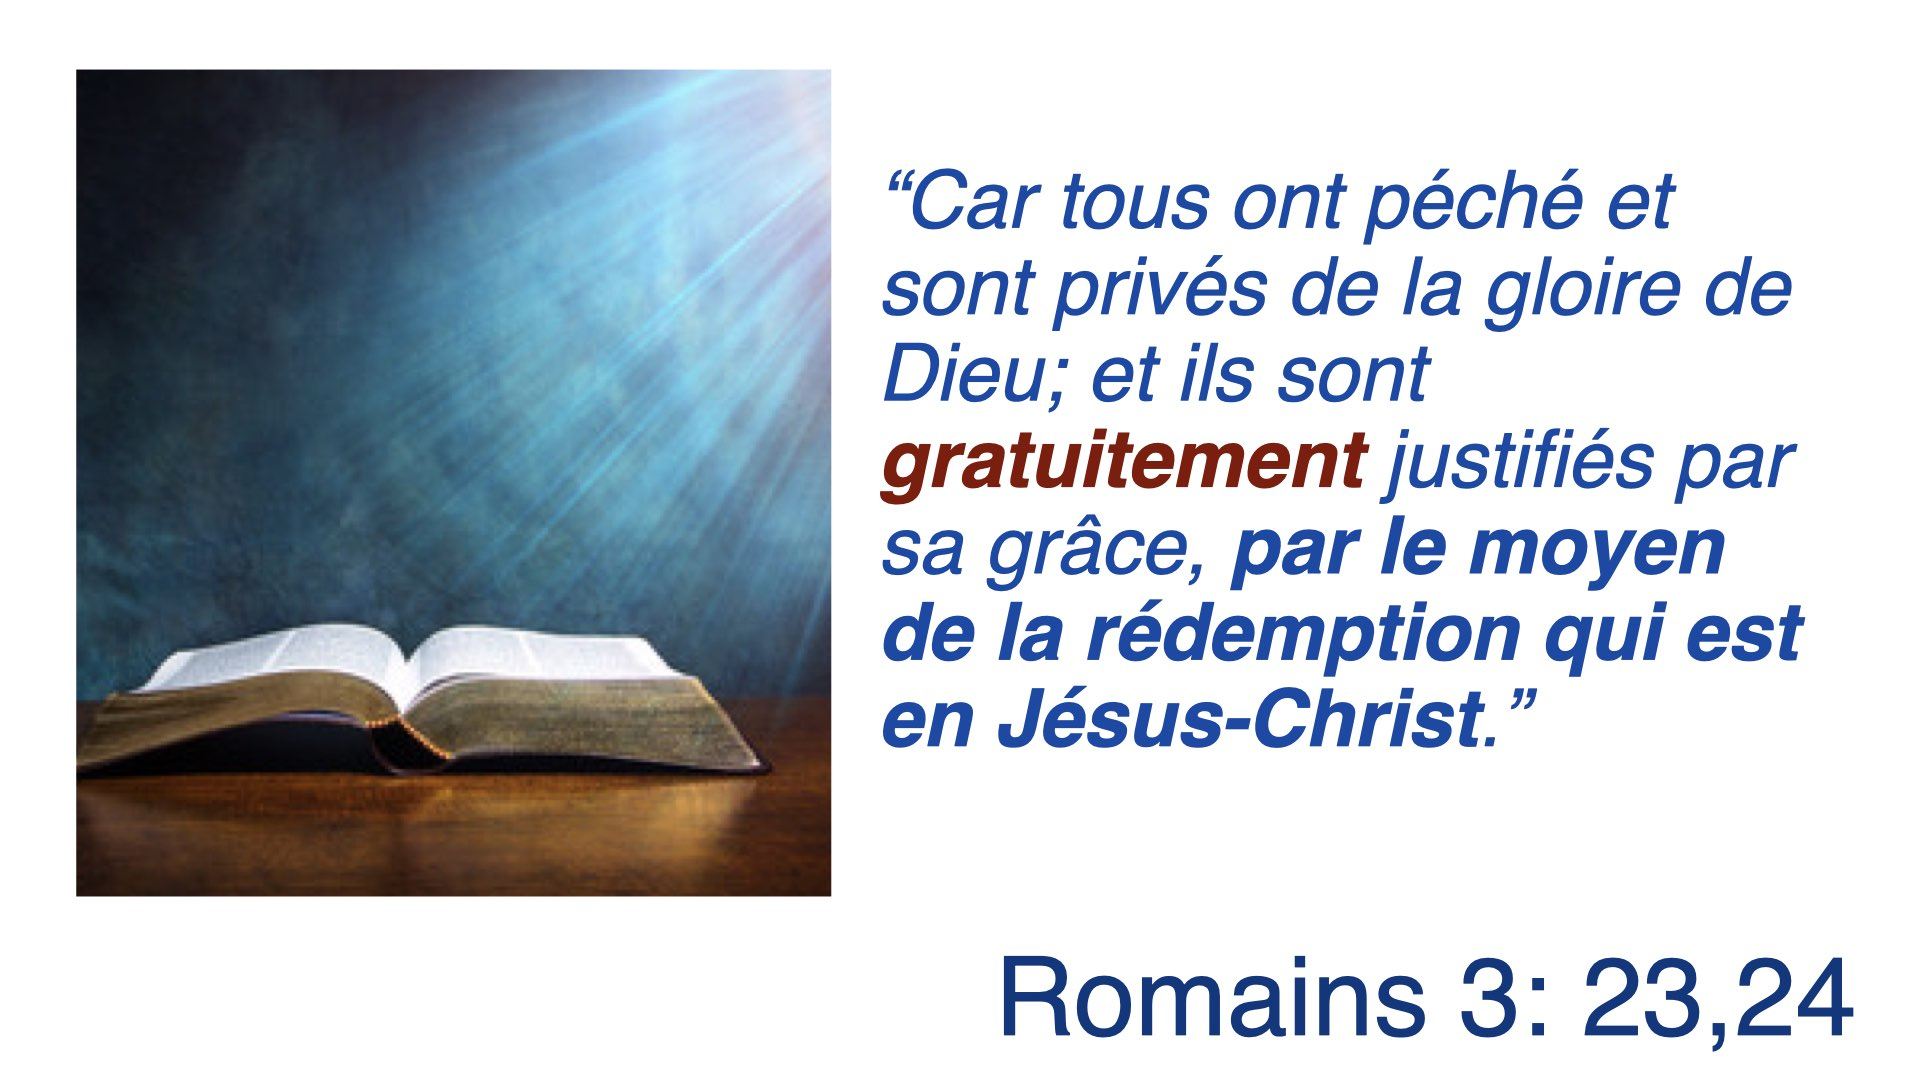 “Car tous ont péché et
sont privés de la gloire de
Dieu; et ils sont
gratuitement justifiés par
sa grâce, par le moyen
de la rédemption qui est
en Jésus-Christ.”
Romains 3: 23,24